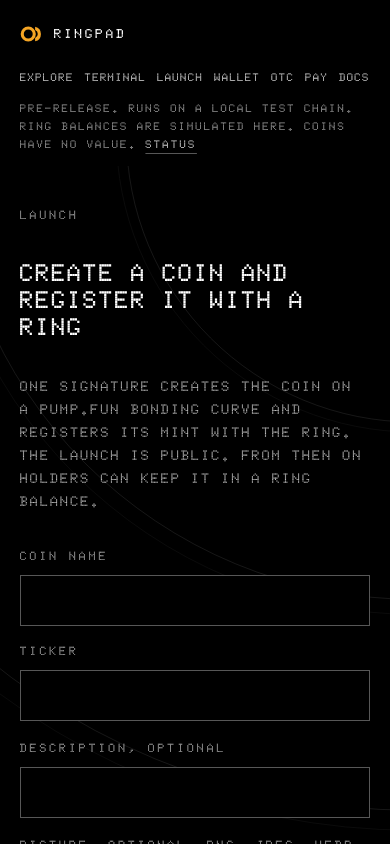 RINGPAD
EXPLORE TERMINAL LAUNCH WALLET OTC PAY DOCS
PRE-RELEASE. RUNS ON A LOCAL TEST CHAIN.
RING BALANCES ARE SIMULATED HERE. COINS
HAVE NO VALUE. STATUS
LAUNCH
CREATE A COIN AND
REGISTER IT WITH A
RING
ONE SIGNATURE CREATES THE COIN ON
A PUMP.FUN BONDING CURVE AND
REGISTERS ITS MINT WITH THE RING.
THE LAUNCH IS PUBLIC. FROM THEN ON
HOLDERS CAN KEEP IT IN A RING
BALANCE.
COIN NAME
TICKER
DESCRIPTION, OPTIONAL